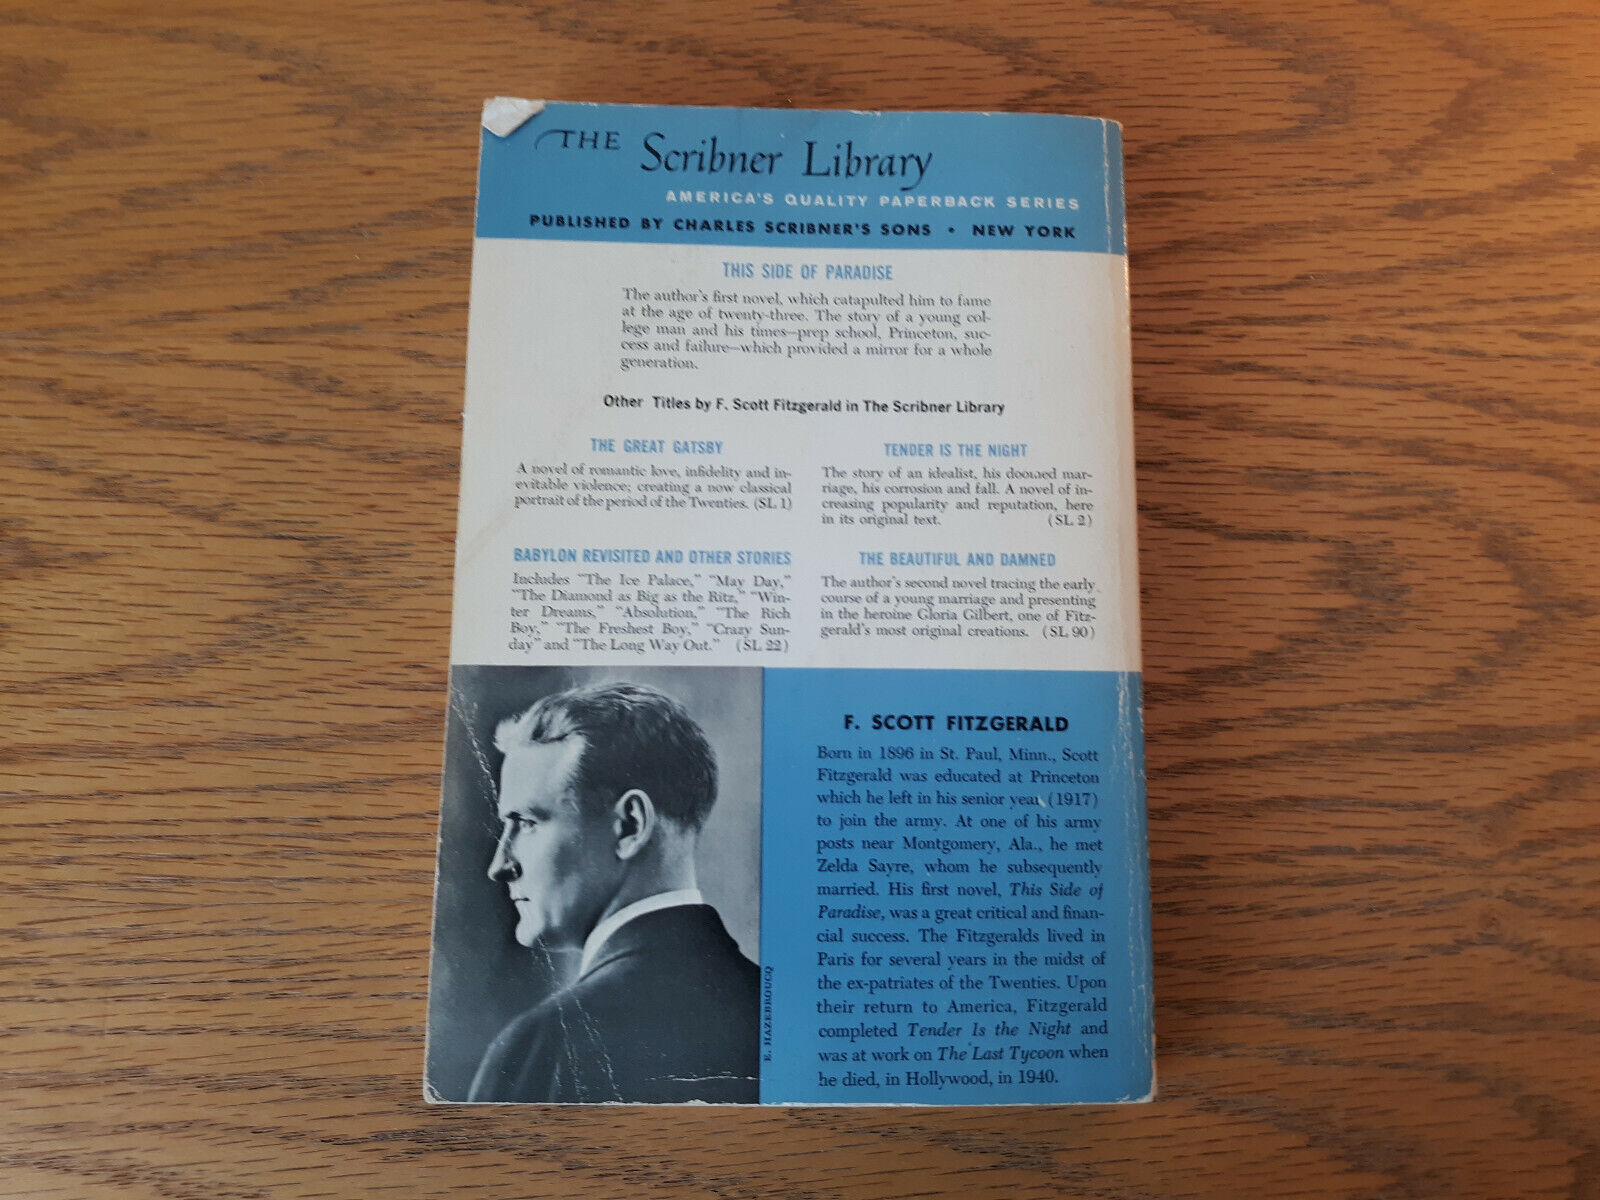 THE Scribner Library
AMERICA'S QUALITY PAPERBACK SERIES
PUBLISHED BY CHARLES SCRIBNER'S SONS • NEW YORK
THIS SIDE OF PARADISE
The author's first novel, which catapulted him to fame
at the age of twenty-three. The story of a young col-
lege man and his times—prep school, Princeton, suc-
cess and failure—which provided a mirror for a whole
generation.
Other Titles by F. Scott Fitzgerald in The Scribner Library
THE GREAT GATSBY
A novel of romantic love, infidelity and in-
evitable violence; creating a now classical
portrait of the period of the Twenties. (SL 1)
TENDER IS THE NIGHT
The story of an idealist, his doomed mar-
riage, his corrosion and fall. A novel of in-
creasing popularity and reputation, here
in its original text. (SL 2)
BABYLON REVISITED AND OTHER STORIES
Includes "The Ice Palace," "May Day,"
"The Diamond as Big as the Ritz," "Win-
ter Dreams," "Absolution," "The Rich
Boy," "The Freshest Boy," "Crazy Sun-
day" and "The Long Way Out." (SL 22)
THE BEAUTIFUL AND DAMNED
The author's second novel tracing the early
course of a young marriage and presenting
in the heroine Gloria Gilbert, one of Fitz-
gerald's most original creations. (SL 90)
E. HAZEBROUCQ
F. SCOTT FITZGERALD
Born in 1896 in St. Paul, Minn., Scott
Fitzgerald was educated at Princeton
which he left in his senior year (1917)
to join the army. At one of his army
posts near Montgomery, Ala., he met
Zelda Sayre, whom he subsequently
married. His first novel, This Side of
Paradise, was a great critical and finan-
cial success. The Fitzgeralds lived in
Paris for several years in the midst of
the ex-patriates of the Twenties. Upon
their return to America, Fitzgerald
completed Tender Is the Night and
was at work on The Last Tycoon when
he died, in Hollywood, in 1940.